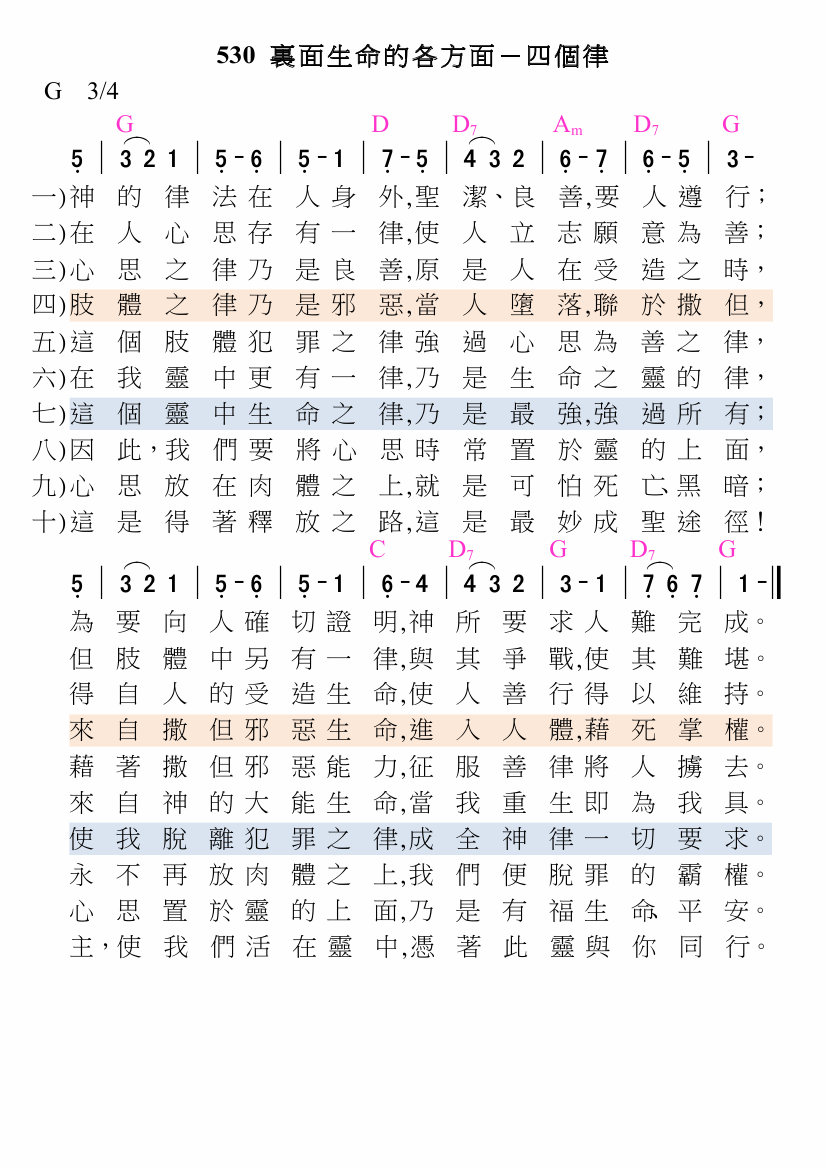 530 裏面生命的各方面－四個律
G 3/4
G D D7 Am D7 G
5̣ | 3 2 1 | 5̣ - 6̣ | 5̣ - 1 | 7̣ - 5̣ | 4 3 2 | 6̣ - 7̣ | 6̣ - 5̣ | 3 -
一)神的律法在人身外,聖潔、良善,要人遵行；
二)在人心思存有一律,使人立志願意為善；
三)心思之律乃是良善,原是人在受造之時，
四)肢體之律乃是邪惡,當人墮落,聯於撒但，
五)這個肢體犯罪之律強過心思為善之律，
六)在我靈中更有一律,乃是生命之靈的律，
七)這個靈中生命之律,乃是最強,強過所有；
八)因此，我們要將心思時常置於靈的上面，
九)心思放在肉體之上,就是可怕死亡、黑暗；
十)這是得著釋放之路,這是最妙成聖途徑！
C D7 G D7 G
5̣ | 3 2 1 | 5̣ - 6̣ | 5̣ - 1 | 6̣ - 4 | 4 3 2 | 3 - 1 | 7̣ 6̣ 7̣ | 1 - ‖
為要向人確切證明,神所要求人難完成。
但肢體中另有一律,與其爭戰,使其難堪。
得自人的受造生命,使人善行得以維持。
來自撒但邪惡生命,進入人體,藉死掌權。
藉著撒但邪惡能力,征服善律將人擄去。
來自神的大能生命,當我重生即為我具。
使我脫離犯罪之律,成全神律一切要求。
永不再放肉體之上,我們便脫罪的霸權。
心思置於靈的上面,乃是有福生命、平安。
主，使我們活在靈中,憑著此靈與你同行。